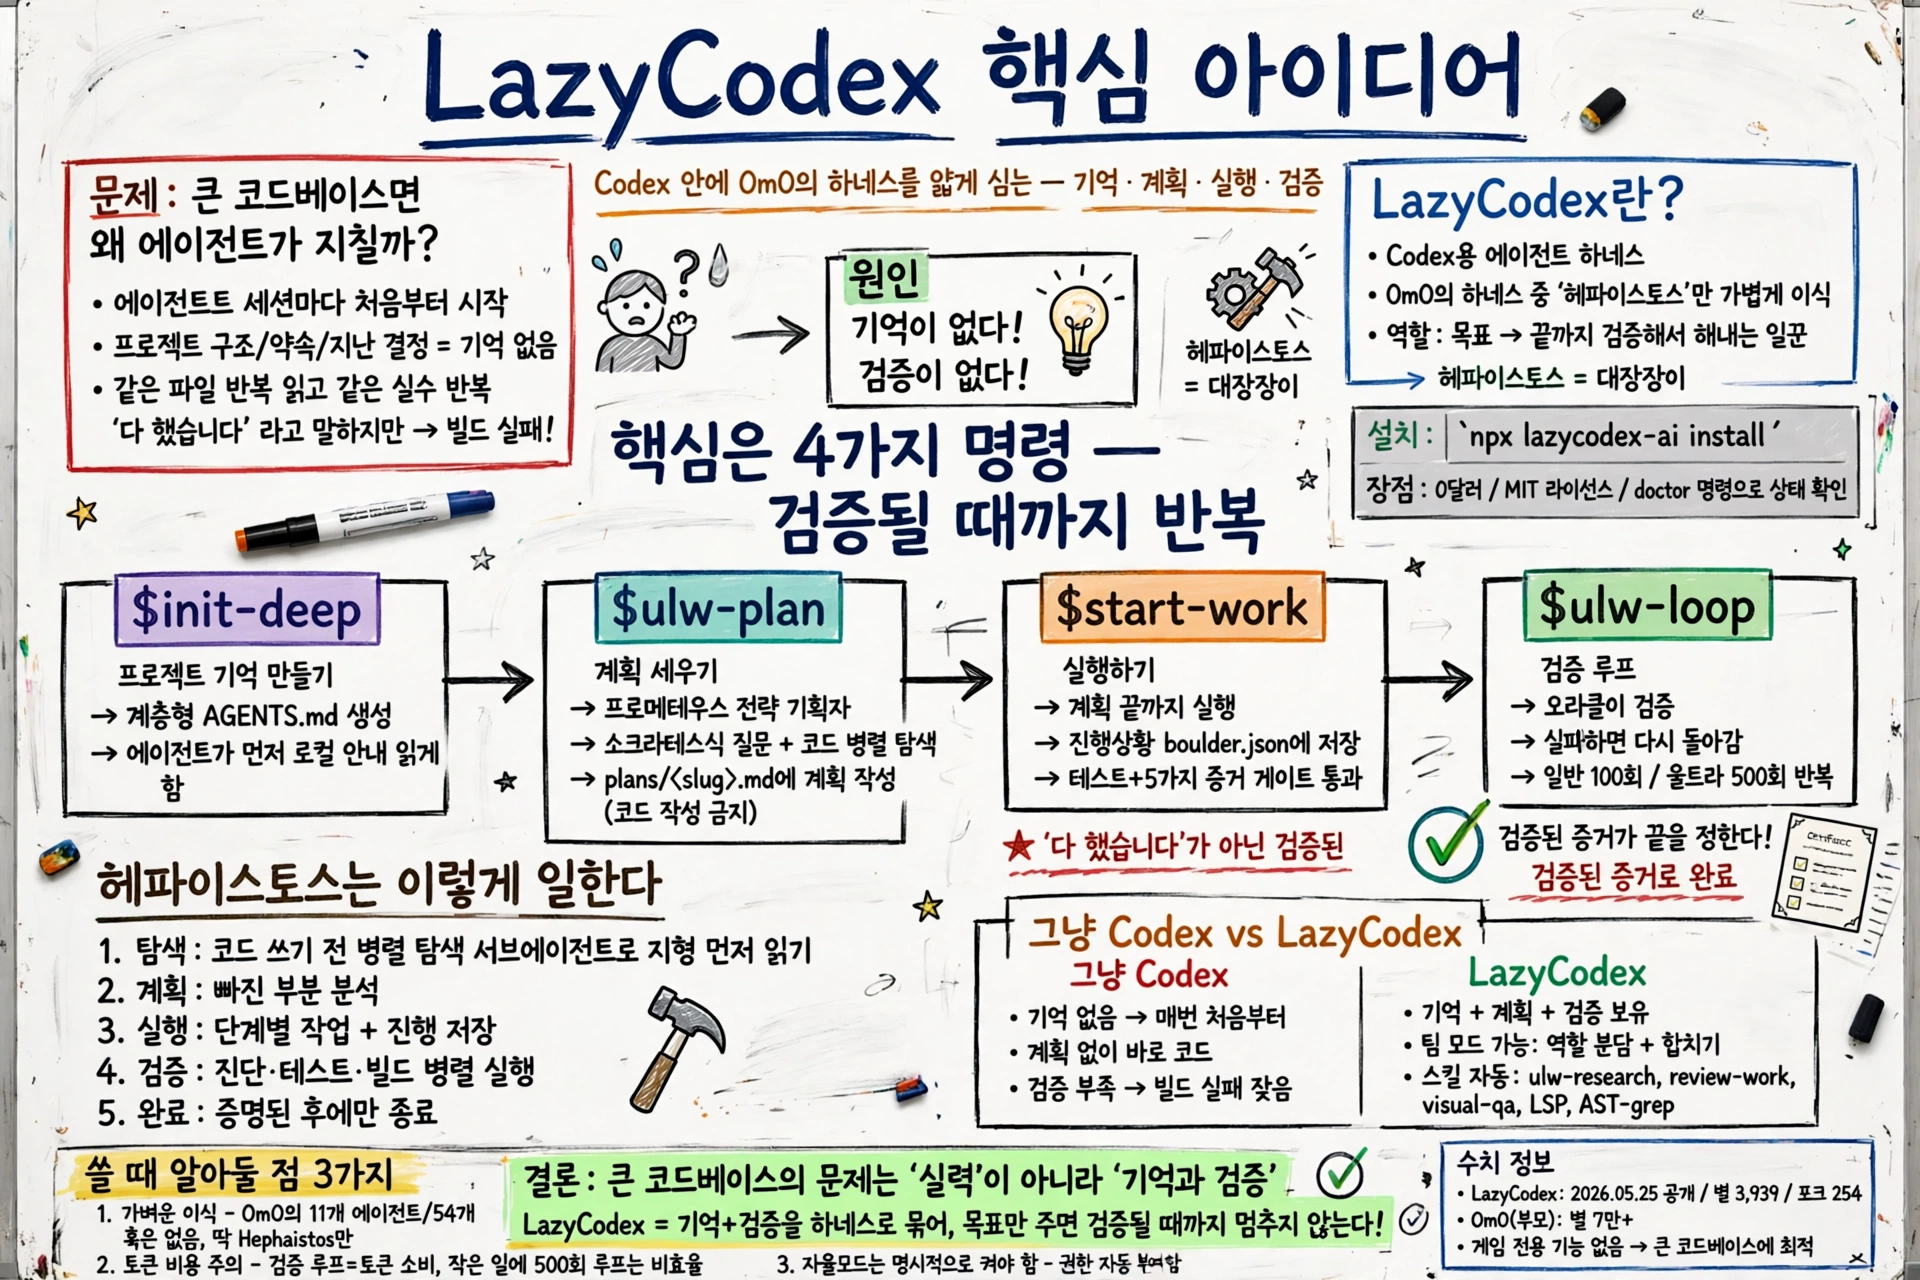 LazyCodex 핵심 아이디어
Codex 안에 OmO의 하네스를 얇게 심는 — 기억 · 계획 · 실행 · 검증
문제 : 큰 코드베이스면
왜 에이전트가 지칠까?
• 에이전트트 세션마다 처음부터 시작
• 프로젝트 구조/약속/지난 결정 = 기억 없음
• 같은 파일 반복 읽고 같은 실수 반복
'다 했습니다' 라고 말하지만 → 빌드 실패!
?
원인
기억이 없다!
검증이 없다!
헤파이스토스
= 대장장이
LazyCodex란?
• Codex용 에이전트 하네스
• OmO의 하네스 중 '헤파이스토스'만 가볍게 이식
• 역할 : 목표 → 끝까지 검증해서 해내는 일꾼
→ 헤파이스토스 = 대장장이
설치 : `npx lazycodex-ai install´
장점 : 0달러 / MIT 라이선스 / doctor 명령으로 상태 확인
핵심은 4가지 명령 —
검증될 때까지 반복
$init-deep
프로젝트 기억 만들기
→ 계층형 AGENTS.md 생성
→ 에이전트가 먼저 로컬 안내 읽게
함
$ulw-plan
계획 세우기
→ 프로메테우스 전략 기획자
→ 소크라테스식 질문 + 코드 병렬 탐색
→ plans/<slug>.md에 계획 작성
(코드 작성 금지)
$start-work
실행하기
→ 계획 끝까지 실행
→ 진행상황 boulder.json에 저장
→ 테스트+5가지 증거 게이트 통과
$ulw-loop
검증 루프
→ 오라클이 검증
→ 실파하면 다시 돌아감
→ 일반 100회 / 울트라 500회 반복
★ '다 했습니다'가 아닌 검증된
검증된 증거가 끝을 정한다!
검증된 증거로 완료
헤파이스토스는 이렇게 일한다
1. 탐색 : 코드 쓰기 전 병렬 탐색 서브에이전트로 지형 먼저 읽기
2. 계획 : 빠진 부분 분석
3. 실행 : 단계별 작업 + 진행 저장
4. 검증 : 진단·테스트·빌드 병렬 실행
5. 완료 : 증명된 후에만 종료
그냥 Codex vs LazyCodex
그냥 Codex
• 기억 없음 → 매번 처음부터
• 계획 없이 바로 코드
• 검증 부족 → 빌드 실패 잦음
LazyCodex
• 기억 + 계획 + 검증 보유
• 팀 모드 가능: 역할 분담 + 합치기
• 스킬 자동: ulw-research, review-work,
visual-qa, LSP, AST-grep
쓸 때 알아둘 점 3가지
1. 가벼운 이식 - OmO의 11개 에이전트/54개
훅은 없음, 딱 Hephaistos만
2. 토큰 비용 주의 - 검증 루프=토큰 소비, 작은 일에 500회 루프는 비효율
3. 자율모드는 명시적으로 켜야 함 - 권한 자동
결론 : 큰 코드베이스의 문제는 '실력'이 아니라 '기억과 검증'
LazyCodex = 기억+검증을 하네스로 묶어, 목표만 주면 검증될 때까지 멈추지 않는다!
수치 정보
• LazyCodex: 2026.05.25 공개 / 별 3,939 / 포크 254
• OmO(부모): 별 7만+
• 게임 전용 기능 없음 → 큰 코드베이스에 최적